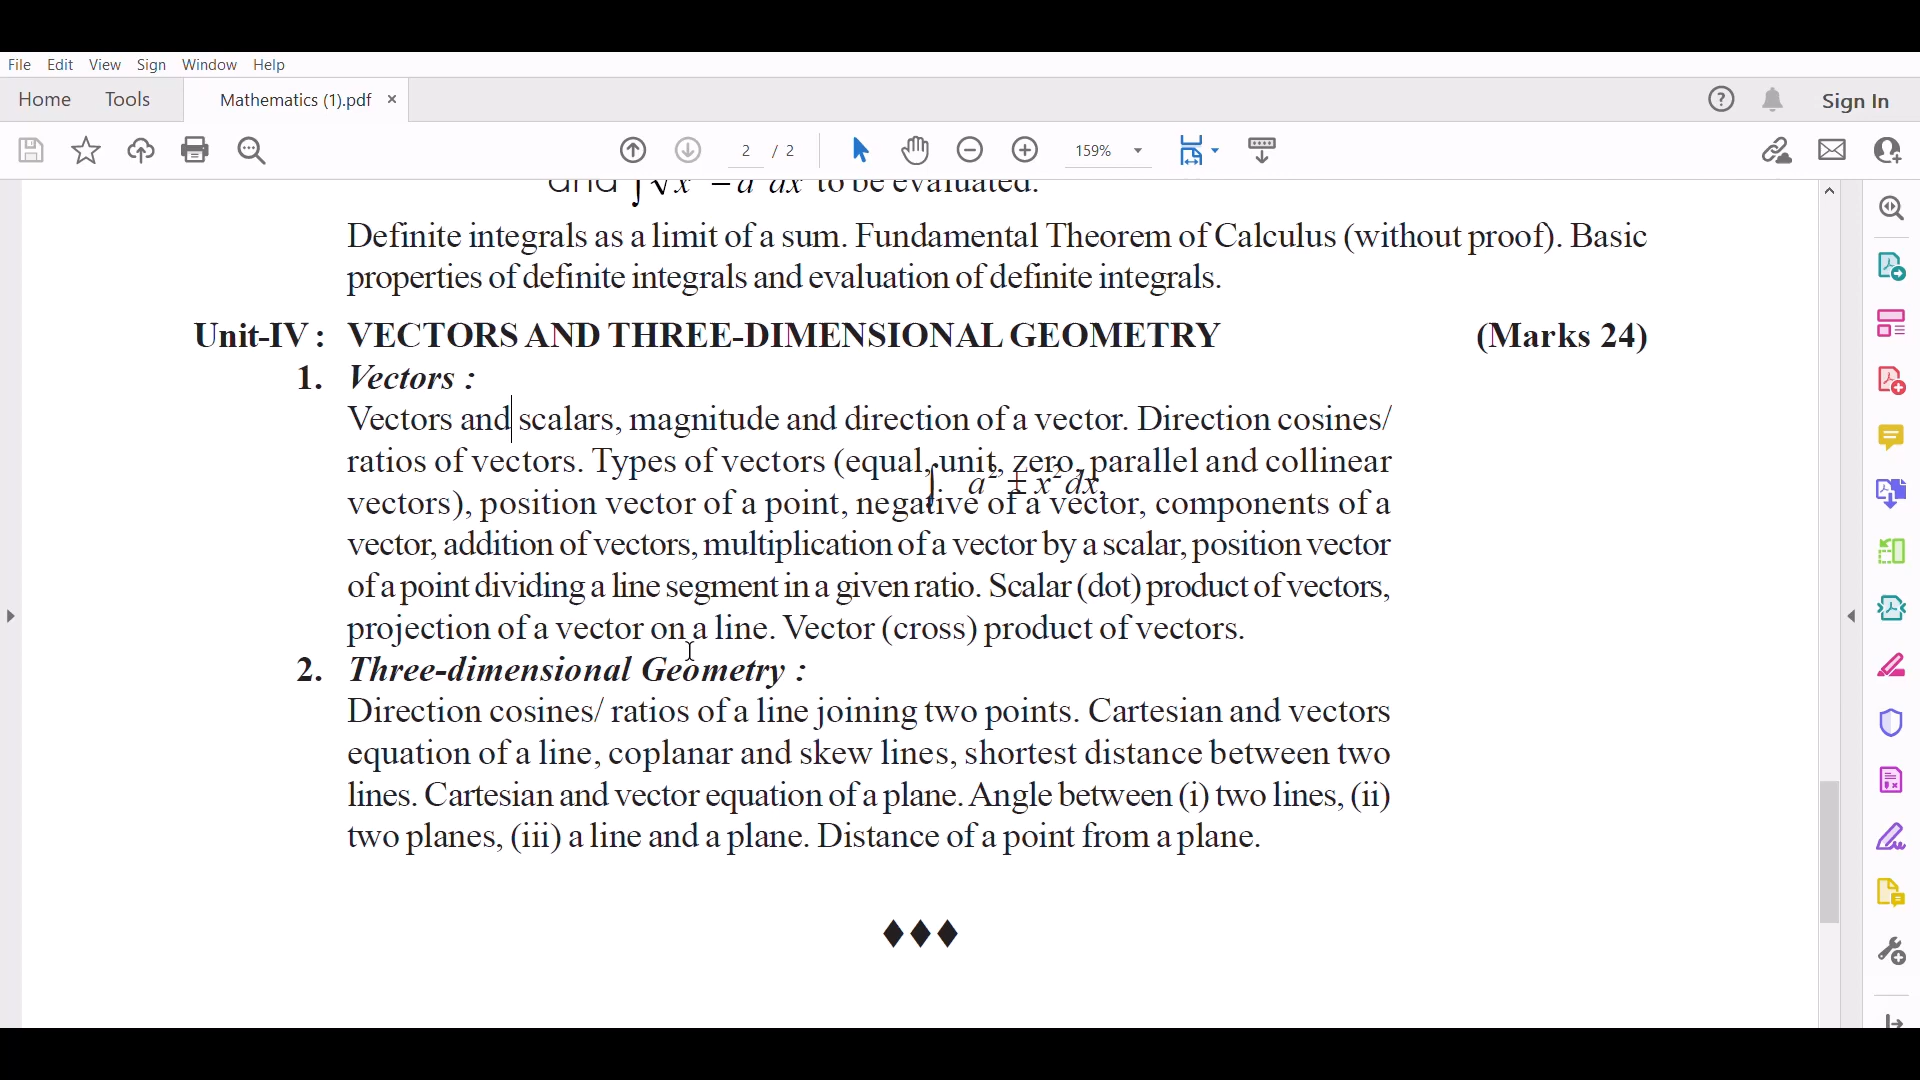 File Edit View Sign Window Help
Home Tools Mathematics (1).pdf × Sign In
2 / 2 159%
and ∫√x − a dx to be evaluated.
Definite integrals as a limit of a sum. Fundamental Theorem of Calculus (without proof). Basic
properties of definite integrals and evaluation of definite integrals.
Unit-IV : VECTORS AND THREE-DIMENSIONAL GEOMETRY (Marks 24)
1. Vectors :
Vectors and scalars, magnitude and direction of a vector. Direction cosines/
ratios of vectors. Types of vectors (equal, unit, zero, parallel and collinear
∫ a² ± x² dx,
vectors), position vector of a point, negative of a vector, components of a
vector, addition of vectors, multiplication of a vector by a scalar, position vector
of a point dividing a line segment in a given ratio. Scalar (dot) product of vectors,
projection of a vector on a line. Vector (cross) product of vectors.
2. Three-dimensional Geometry :
Direction cosines/ ratios of a line joining two points. Cartesian and vectors
equation of a line, coplanar and skew lines, shortest distance between two
lines. Cartesian and vector equation of a plane. Angle between (i) two lines, (ii)
two planes, (iii) a line and a plane. Distance of a point from a plane.
♦♦♦